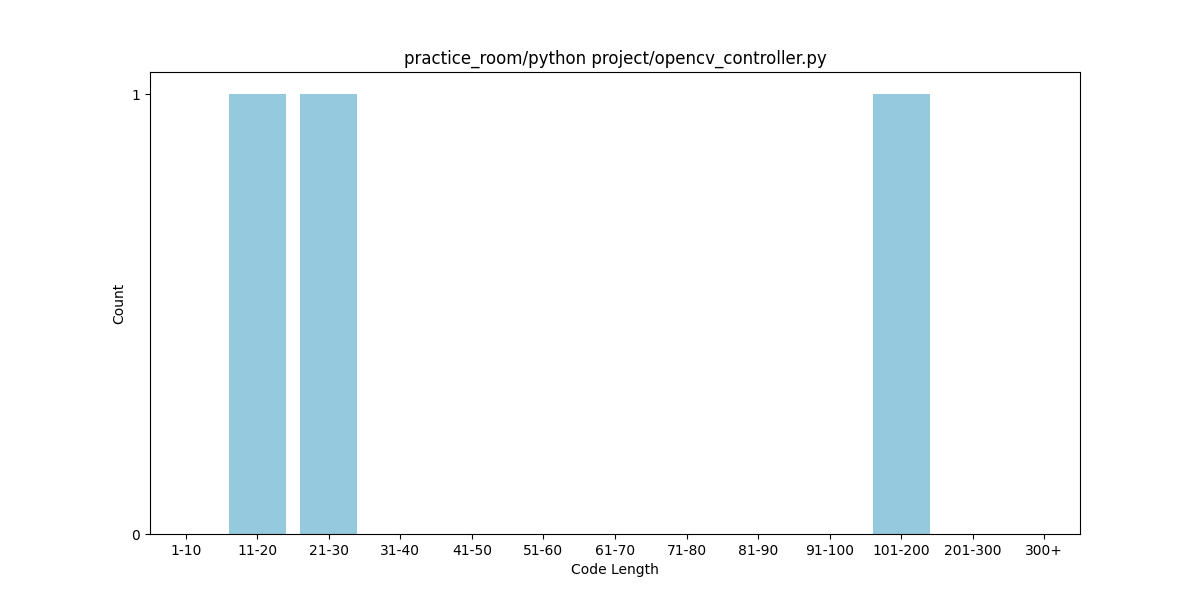 practice_room/python project/opencv_controller.py
1
Count
0
1-10 11-20 21-30 31-40 41-50 51-60 61-70 71-80 81-90 91-100 101-200 201-300 300+
Code Length